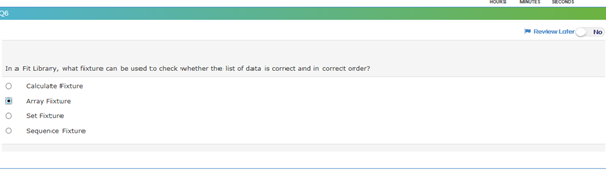 HOURS MINUTES SECONDS
Q6
Review Later No
In a Fit Library, what fixture can be used to check whether the list of data is correct and in correct order?
Calculate Fixture
Array Fixture
Set Fixture
Sequence Fixture